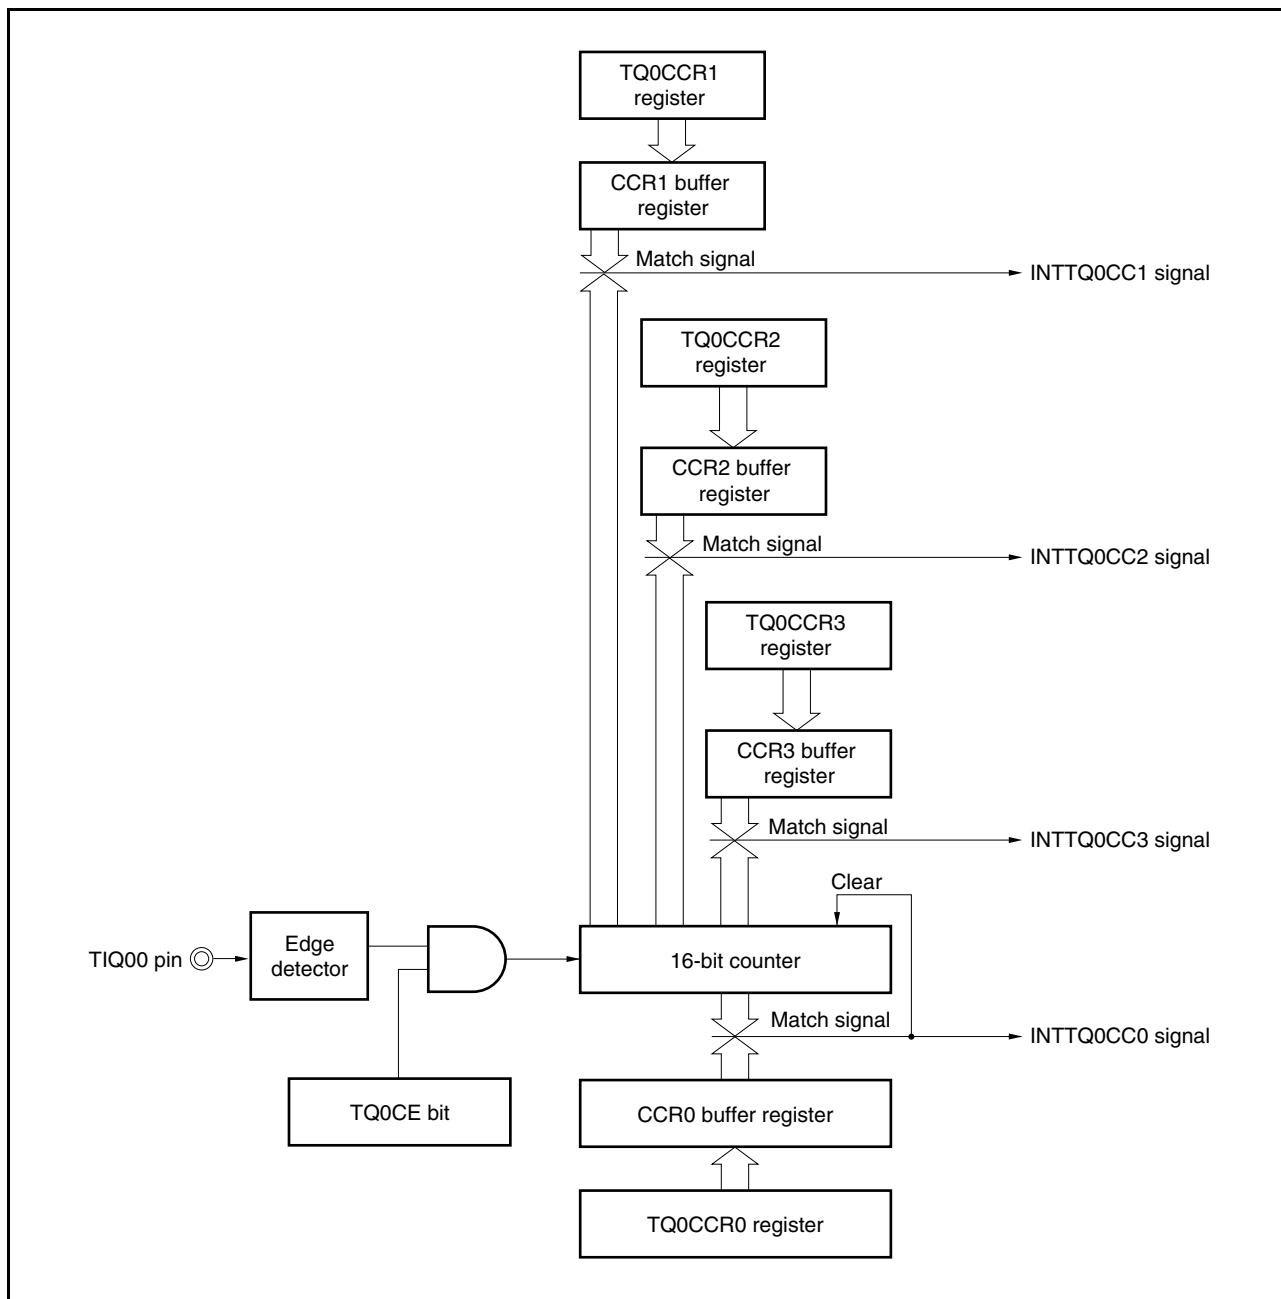 TQ0CCR1
register
CCR1 buffer
register
Match signal
INTTQ0CC1 signal
TQ0CCR2
register
CCR2 buffer
register
Match signal
INTTQ0CC2 signal
TQ0CCR3
register
CCR3 buffer
register
Match signal
INTTQ0CC3 signal
Clear
TIQ00 pin
Edge
detector
16-bit counter
Match signal
INTTQ0CC0 signal
TQ0CE bit
CCR0 buffer register
TQ0CCR0 register